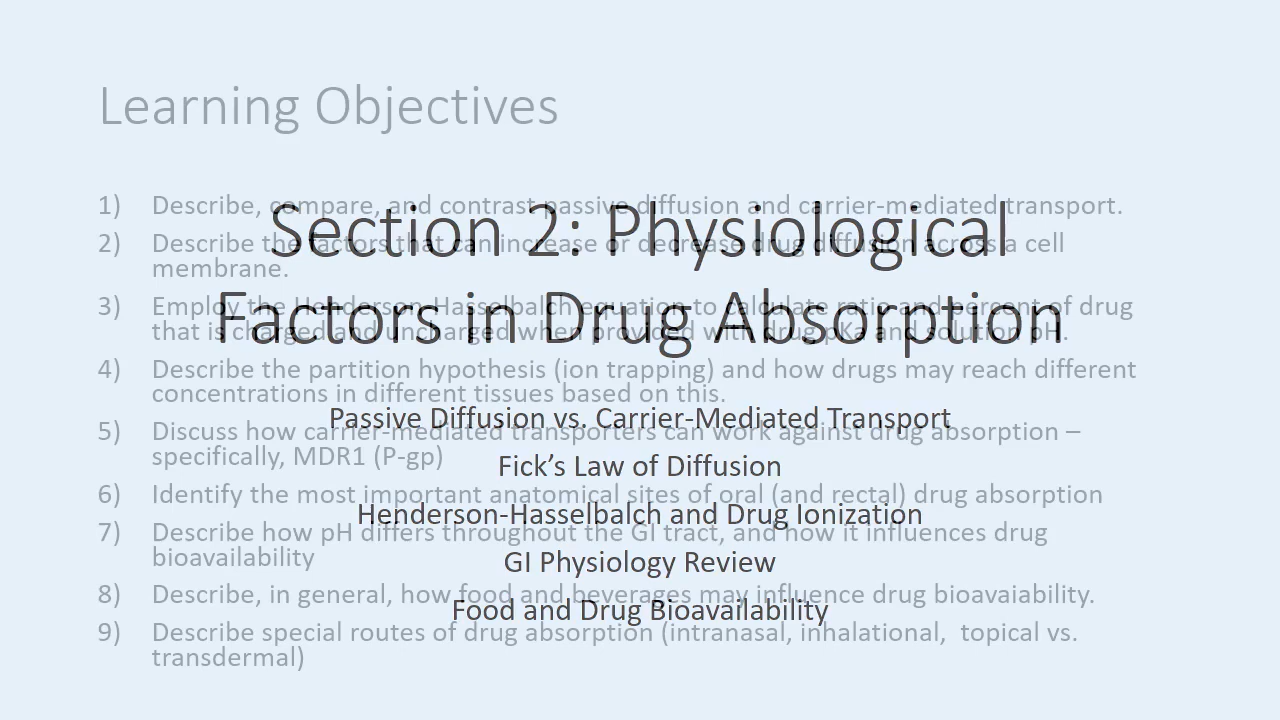 Learning Objectives
1) Describe, compare, and contrast passive diffusion and carrier-mediated transport.
2) Describe the factors that can increase or decrease drug diffusion across a cell
membrane.
3) Employ the Henderson-Hasselbalch equation to calculate ratio and percent of drug
that is charged and uncharged when provided with drug pKa and solution pH.
4) Describe the partition hypothesis (ion trapping) and how drugs may reach different
concentrations in different tissues based on this.
5) Discuss how carrier-mediated transporters can work against drug absorption –
specifically, MDR1 (P-gp)
6) Identify the most important anatomical sites of oral (and rectal) drug absorption
7) Describe how pH differs throughout the GI tract, and how it influences drug
bioavailability
8) Describe, in general, how food and beverages may influence drug bioavaiability.
9) Describe special routes of drug absorption (intranasal, inhalational, topical vs.
transdermal)
Section 2: Physiological
Factors in Drug Absorption
Passive Diffusion vs. Carrier-Mediated Transport
Fick's Law of Diffusion
Henderson-Hasselbalch and Drug Ionization
GI Physiology Review
Food and Drug Bioavailability